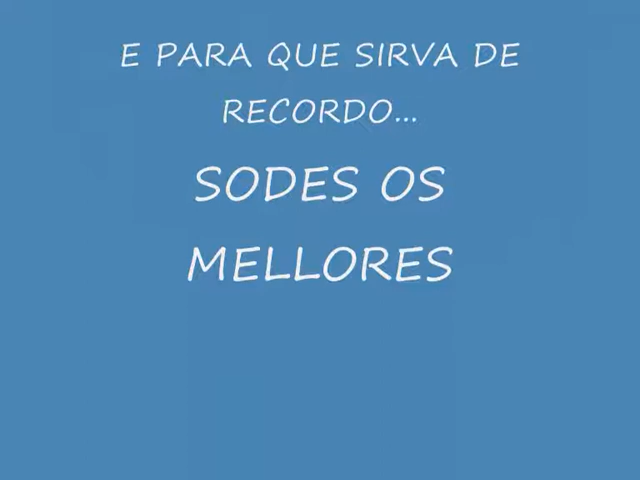 E PARA QUE SIRVA DE
RECORDO...
SODES OS
MELLORES